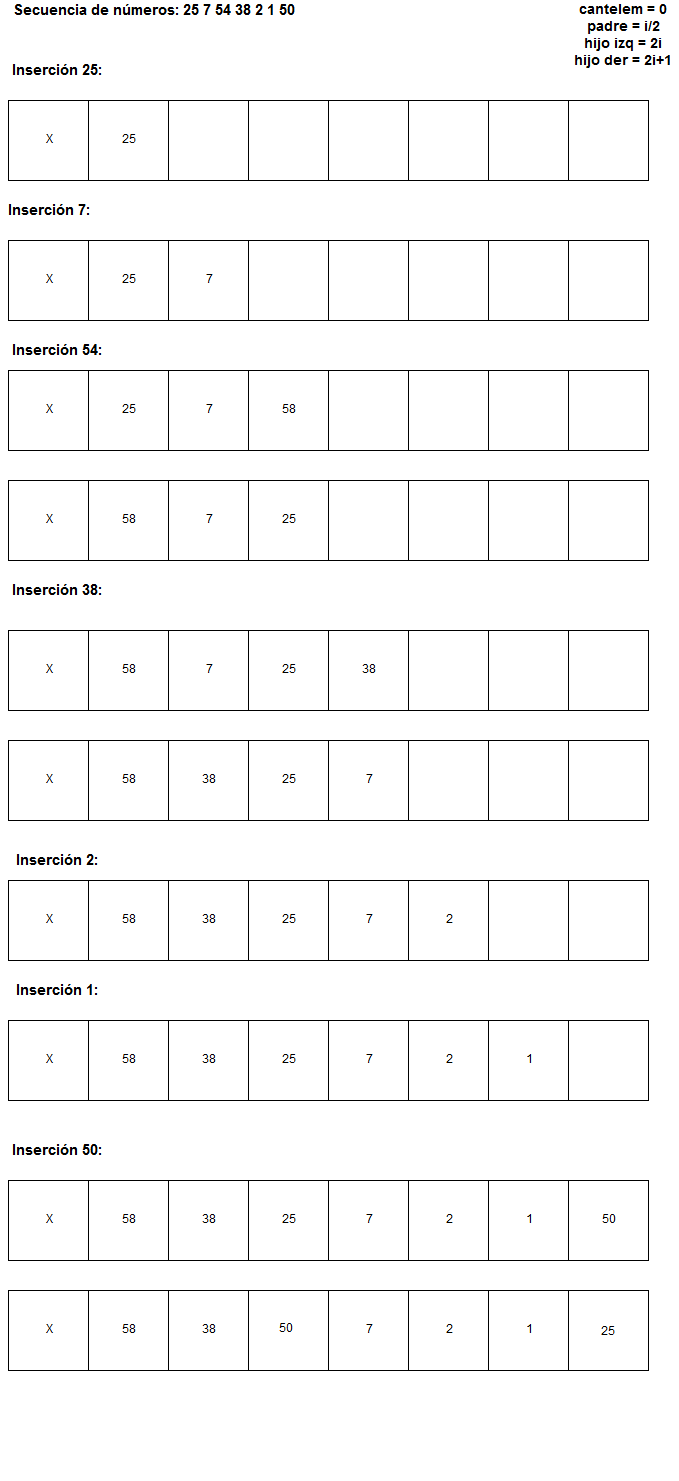 Secuencia de números: 25 7 54 38 2 1 50
cantelem = 0
padre = i/2
hijo izq = 2i
hijo der = 2i+1
Inserción 25:
X 25
Inserción 7:
X 25 7
Inserción 54:
X 25 7 58
X 58 7 25
Inserción 38:
X 58 7 25 38
X 58 38 25 7
Inserción 2:
X 58 38 25 7 2
Inserción 1:
X 58 38 25 7 2 1
Inserción 50:
X 58 38 25 7 2 1 50
X 58 38 50 7 2 1 25